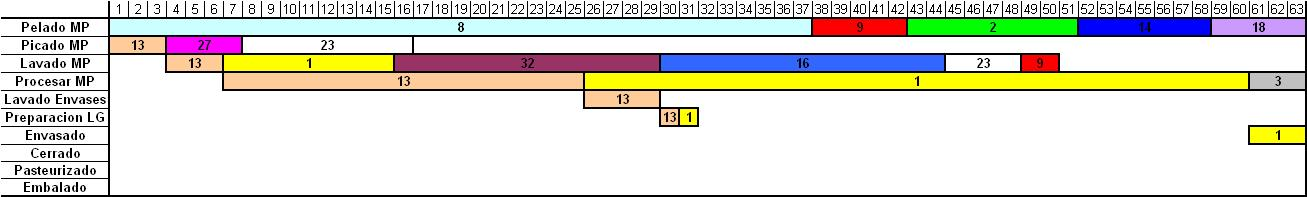 1 2 3 4 5 6 7 8 9 10 11 12 13 14 15 16 17 18 19 20 21 22 23 24 25 26 27 28 29 30 31 32 33 34 35 36 37 38 39 40 41 42 43 44 45 46 47 48 49 50 51 52 53 54 55 56 57 58 59 60 61 62 63
Pelado MP 8 9 2 14 18
Picado MP 13 27 23
Lavado MP 13 1 32 16 23 9
Procesar MP 13 1 3
Lavado Envases 13
Preparacion LG 13 1
Envasado 1
Cerrado
Pasteurizado
Embalado